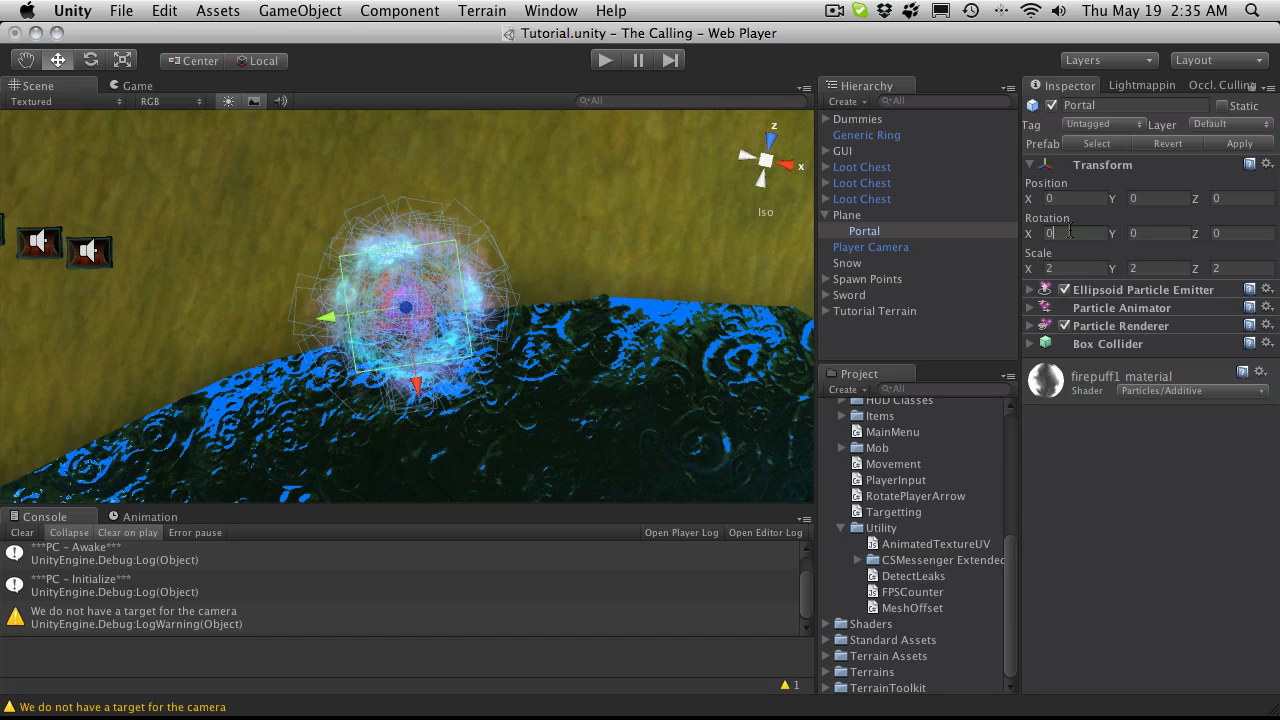 Unity File Edit Assets GameObject Component Terrain Window Help Thu May 19 2:35 AM
Tutorial.unity - The Calling - Web Player
Center Local Layers Layout
Scene Game Hierarchy Inspector Lightmappin Occl. Culling
Textured RGB All Create All Portal Static
Dummies Tag Untagged Layer Default
Generic Ring Prefab Select Revert Apply
GUI
Loot Chest Transform
Loot Chest Position
Loot Chest X 0 Y 0 Z 0
Plane Rotation
Portal X 0 Y 0 Z 0
Player Camera Scale
Snow X 2 Y 2 Z 2
Spawn Points Ellipsoid Particle Emitter
Sword Particle Animator
Tutorial Terrain Particle Renderer
Box Collider
z
x
Iso
firepuff1 material
Shader Particles/Additive
Project
Create All
HUD Classes
Items
MainMenu
Mob
Movement
PlayerInput
RotatePlayerArrow
Targetting
Utility
AnimatedTextureUV
CSMessenger Extended
DetectLeaks
FPSCounter
MeshOffset
Shaders
Standard Assets
Terrain Assets
Terrains
TerrainToolkit
Console Animation
Clear Collapse Clear on play Error pause Open Player Log Open Editor Log
***PC - Awake***
UnityEngine.Debug:Log(Object)
***PC - Initialize***
UnityEngine.Debug:Log(Object)
We do not have a target for the camera
UnityEngine.Debug:LogWarning(Object)
1
We do not have a target for the camera